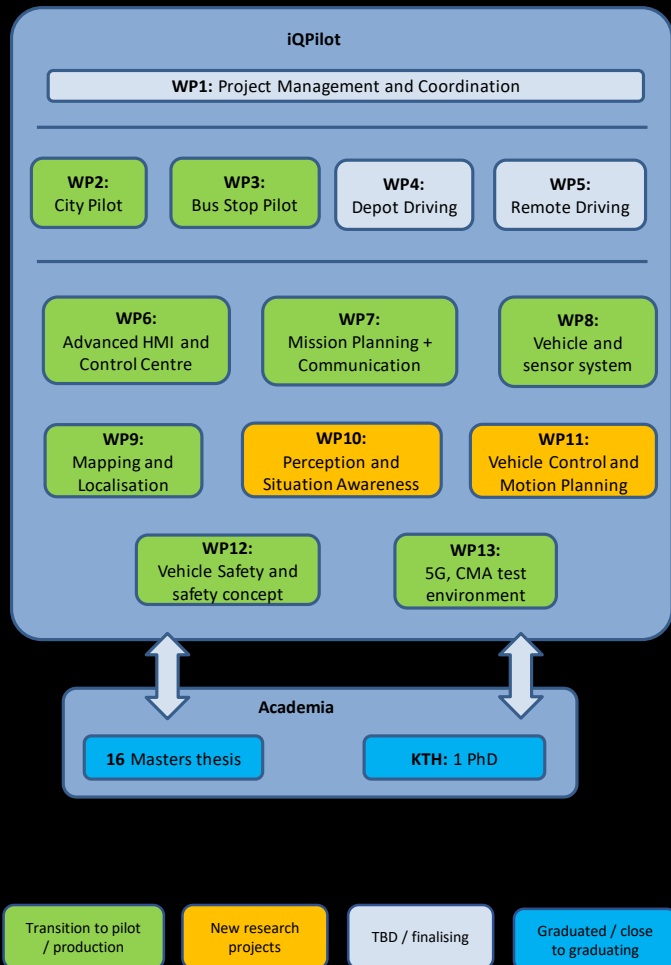 iQPilot
WP1: Project Management and Coordination
WP2:
City Pilot
WP3:
Bus Stop Pilot
WP4:
Depot Driving
WP5:
Remote Driving
WP6:
Advanced HMI and
Control Centre
WP7:
Mission Planning +
Communication
WP8:
Vehicle and
sensor system
WP9:
Mapping and
Localisation
WP10:
Perception and
Situation Awareness
WP11:
Vehicle Control and
Motion Planning
WP12:
Vehicle Safety and
safety concept
WP13:
5G, CMA test
environment
Academia
16 Masters thesis
KTH: 1 PhD
Transition to pilot
/ production
New research
projects
TBD / finalising
Graduated / close
to graduating